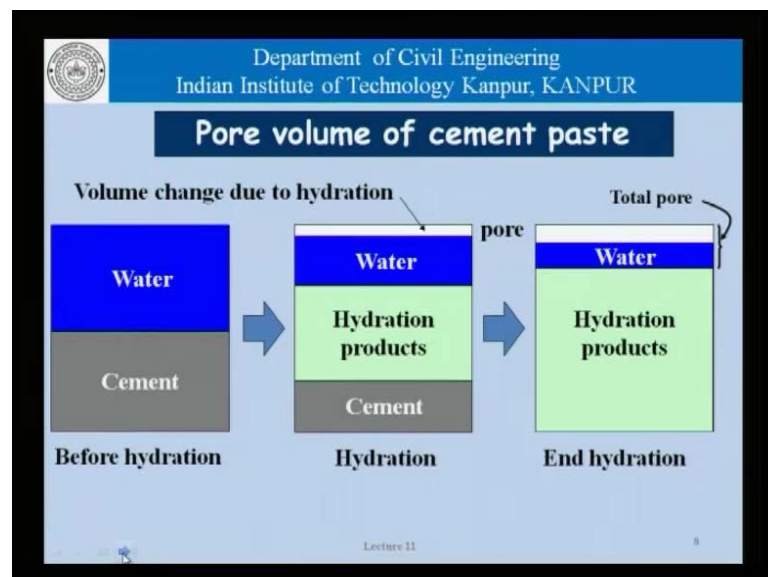 Department of Civil Engineering
Indian Institute of Technology Kanpur, KANPUR
Pore volume of cement paste
Volume change due to hydration
Total pore
pore
Water
Cement
Before hydration
Water
Hydration
products
Cement
Hydration
Water
Hydration
products
End hydration
Lecture 11
8